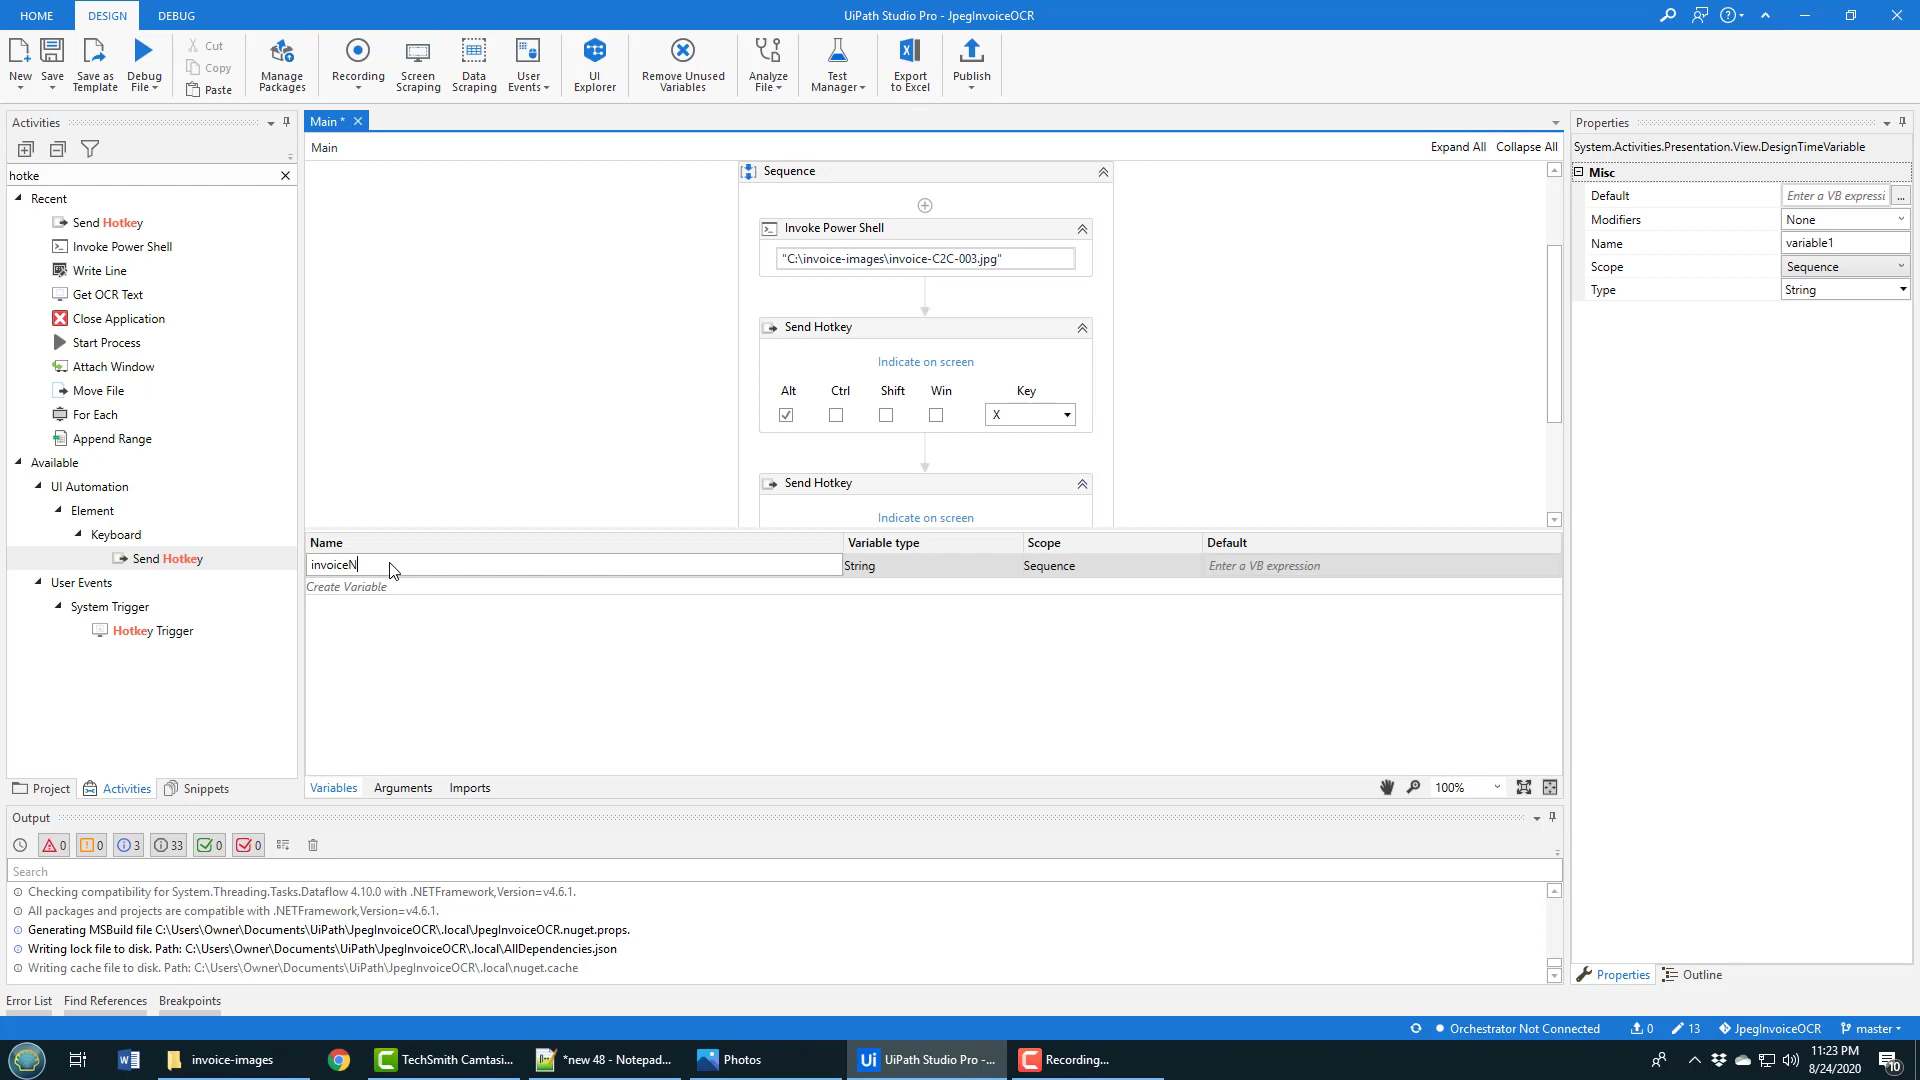 HOME DESIGN DEBUG UiPath Studio Pro - JpegInvoiceOCR
New Save Save as Template Debug File Cut Copy Paste Manage Packages Recording Screen Scraping Data Scraping User Events UI Explorer Remove Unused Variables Analyze File Test Manager Export to Excel Publish
Activities
hotke
Recent
Send Hotkey
Invoke Power Shell
Write Line
Get OCR Text
Close Application
Start Process
Attach Window
Move File
For Each
Append Range
Available
UI Automation
Element
Keyboard
Send Hotkey
User Events
System Trigger
Hotkey Trigger
Project Activities Snippets
Main *
Main Expand All Collapse All
Sequence
Invoke Power Shell
"C:\invoice-images\invoice-C2C-003.jpg"
Send Hotkey
Indicate on screen
Alt Ctrl Shift Win Key
X
Send Hotkey
Indicate on screen
Name Variable type Scope Default
invoiceN String Sequence Enter a VB expression
Create Variable
Variables Arguments Imports 100%
Properties
System.Activities.Presentation.View.DesignTimeVariable
Misc
Default Enter a VB expressi ...
Modifiers None
Name variable1
Scope Sequence
Type String
Properties Outline
Output
0 0 3 33 0 0
Search
Checking compatibility for System.Threading.Tasks.Dataflow 4.10.0 with .NETFramework,Version=v4.6.1.
All packages and projects are compatible with .NETFramework,Version=v4.6.1.
Generating MSBuild file C:\Users\Owner\Documents\UiPath\JpegInvoiceOCR\.local\JpegInvoiceOCR.nuget.props.
Writing lock file to disk. Path: C:\Users\Owner\Documents\UiPath\JpegInvoiceOCR\.local\AllDependencies.json
Writing cache file to disk. Path: C:\Users\Owner\Documents\UiPath\JpegInvoiceOCR\.local\nuget.cache
Error List Find References Breakpoints
Orchestrator Not Connected 0 13 JpegInvoiceOCR master
invoice-images TechSmith Camtasi... *new 48 - Notepad... Photos Ui UiPath Studio Pro -... Recording...
11:23 PM
8/24/2020
10